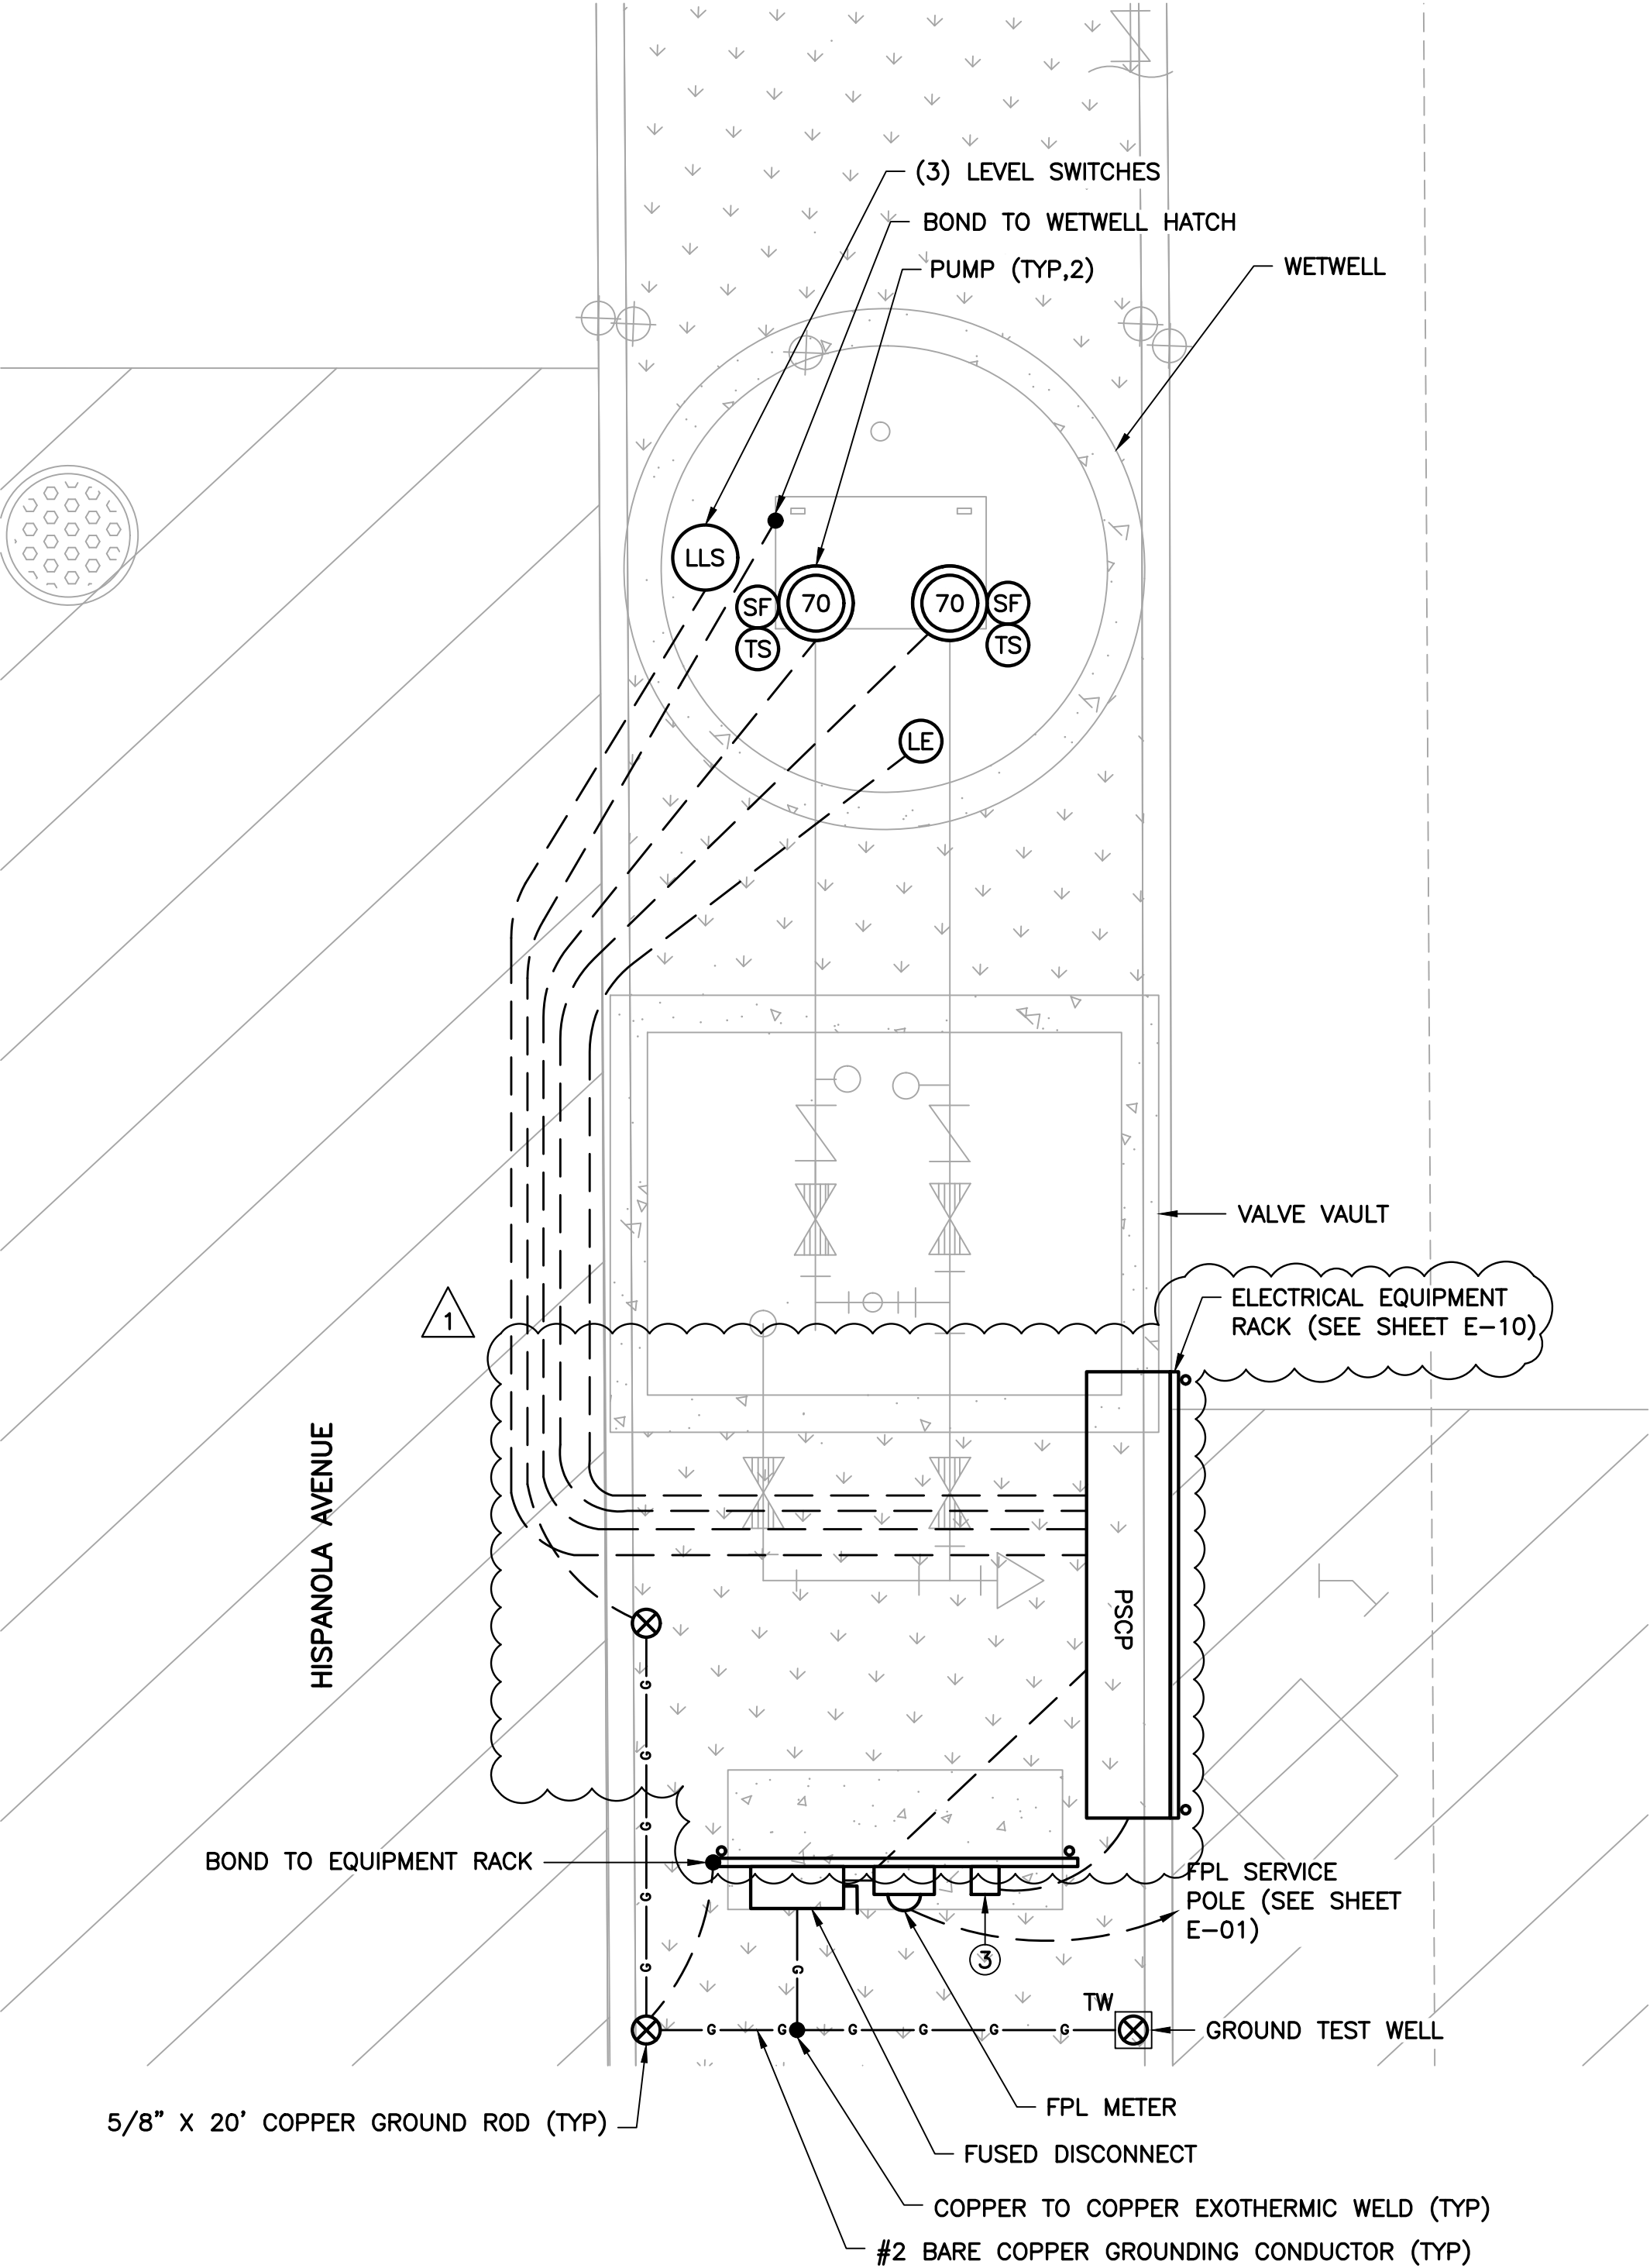 (3) LEVEL SWITCHES
BOND TO WETWELL HATCH
PUMP (TYP,2)
WETWELL
LLS
SF
70
70
SF
TS
TS
LE
VALVE VAULT
1
ELECTRICAL EQUIPMENT
RACK (SEE SHEET E-10)
HISPANOLA AVENUE
PSCP
G
G
G
G
G
BOND TO EQUIPMENT RACK
FPL SERVICE
POLE (SEE SHEET
E-01)
3
G
TW
G
G
G
G
G
G
GROUND TEST WELL
FPL METER
5/8" X 20' COPPER GROUND ROD (TYP)
FUSED DISCONNECT
COPPER TO COPPER EXOTHERMIC WELD (TYP)
#2 BARE COPPER GROUNDING CONDUCTOR (TYP)